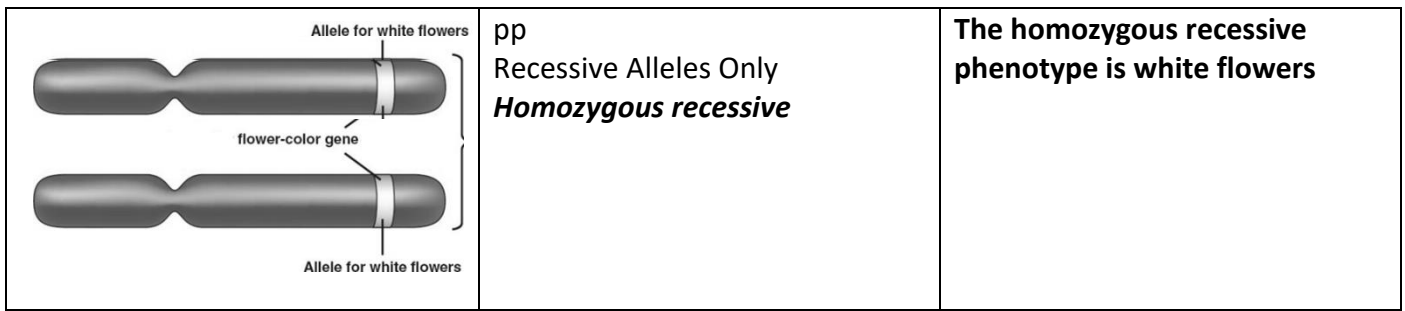 Allele for white flowers
flower-color gene
Allele for white flowers
pp
Recessive Alleles Only
Homozygous recessive
The homozygous recessive
phenotype is white flowers